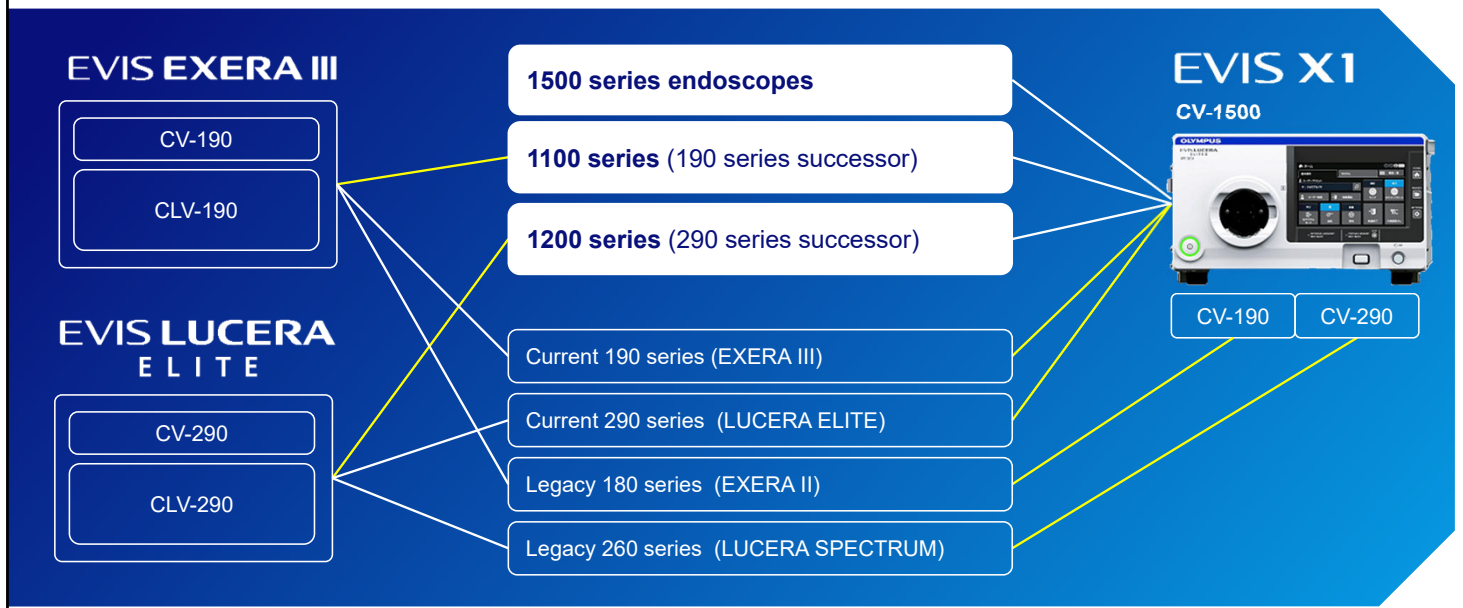 EVIS EXERA III
CV-190
CLV-190
EVIS LUCERA
ELITE
CV-290
CLV-290
1500 series endoscopes
1100 series (190 series successor)
1200 series (290 series successor)
Current 190 series (EXERA III)
Current 290 series (LUCERA ELITE)
Legacy 180 series (EXERA II)
Legacy 260 series (LUCERA SPECTRUM)
EVIS X1
CV-1500
OLYMPUS
EVIS LUCERA
ELITE
CV-190
CV-290